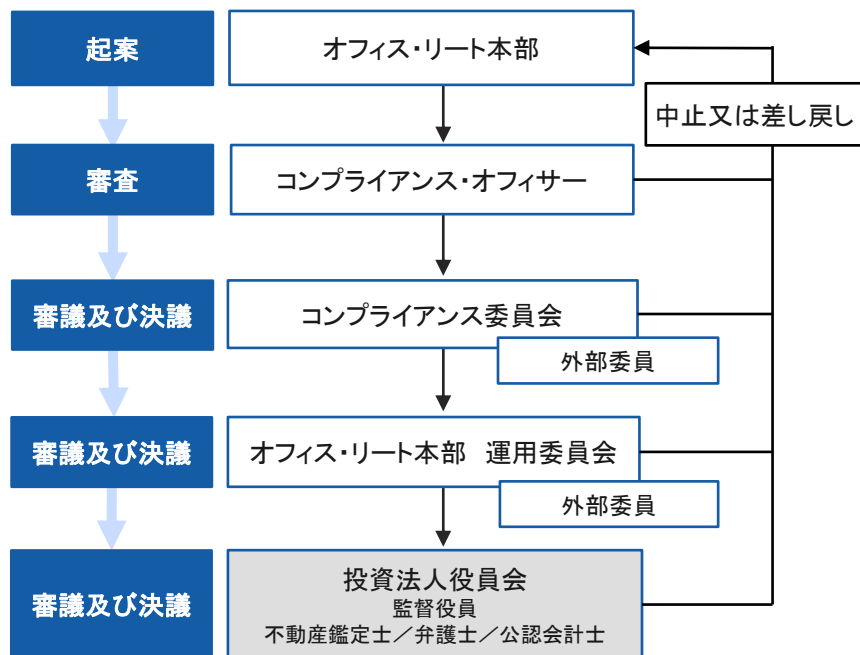 起案
オフィス・リート本部
中止又は差し戻し
審査
コンプライアンス・オフィサー
審議及び決議
コンプライアンス委員会
外部委員
審議及び決議
オフィス・リート本部　運用委員会
外部委員
審議及び決議
投資法人役員会
監督役員
不動産鑑定士／弁護士／公認会計士